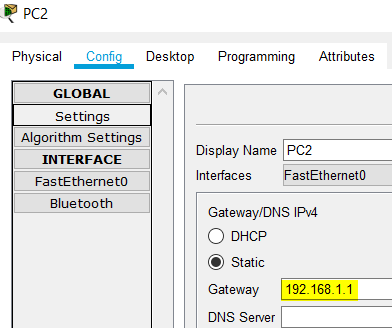 PC2
Physical Config Desktop Programming Attributes
GLOBAL
Settings
Algorithm Settings
INTERFACE
FastEthernet0
Bluetooth
Display Name PC2
Interfaces FastEthernet0
Gateway/DNS IPv4
DHCP
Static
Gateway 192.168.1.1
DNS Server